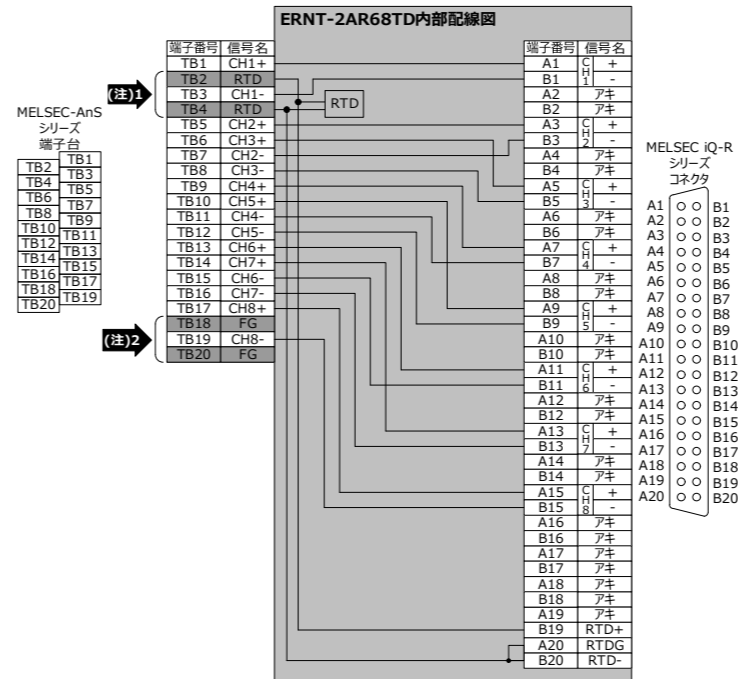 ERNT-2AR68TD内部配線図
端子番号 信号名
TB1 CH1+
TB2 RTD
TB3 CH1-
TB4 RTD
TB5 CH2+
TB6 CH3+
TB7 CH2-
TB8 CH3-
TB9 CH4+
TB10 CH5+
TB11 CH4-
TB12 CH5-
TB13 CH6+
TB14 CH7+
TB15 CH6-
TB16 CH7-
TB17 CH8+
TB18 FG
TB19 CH8-
TB20 FG
(注)1
(注)2
RTD
MELSEC-AnS
シリーズ
端子台
TB1
TB2
TB3
TB4
TB5
TB6
TB7
TB8
TB9
TB10
TB11
TB12
TB13
TB14
TB15
TB16
TB17
TB18
TB19
TB20
端子番号 信号名
A1 CH1 +
B1 -
A2 アキ
B2 アキ
A3 CH2 +
B3 -
A4 アキ
B4 アキ
A5 CH3 +
B5 -
A6 アキ
B6 アキ
A7 CH4 +
B7 -
A8 アキ
B8 アキ
A9 CH5 +
B9 -
A10 アキ
B10 アキ
A11 CH6 +
B11 -
A12 アキ
B12 アキ
A13 CH7 +
B13 -
A14 アキ
B14 アキ
A15 CH8 +
B15 -
A16 アキ
B16 アキ
A17 アキ
B17 アキ
A18 アキ
B18 アキ
A19 アキ
B19 RTD+
A20 RTDG
B20 RTD-
MELSEC iQ-R
シリーズ
コネクタ
A1 B1
A2 B2
A3 B3
A4 B4
A5 B5
A6 B6
A7 B7
A8 B8
A9 B9
A10 B10
A11 B11
A12 B12
A13 B13
A14 B14
A15 B15
A16 B16
A17 B17
A18 B18
A19 B19
A20 B20